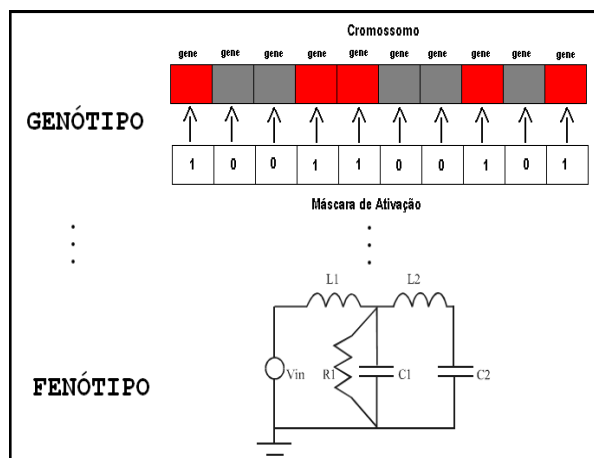 Cromossomo
gene gene gene gene gene gene gene gene gene gene
GENÓTIPO
1 0 0 1 1 0 0 1 0 1
Máscara de Ativação
L1 L2
Vin R1 C1 C2
FENÓTIPO